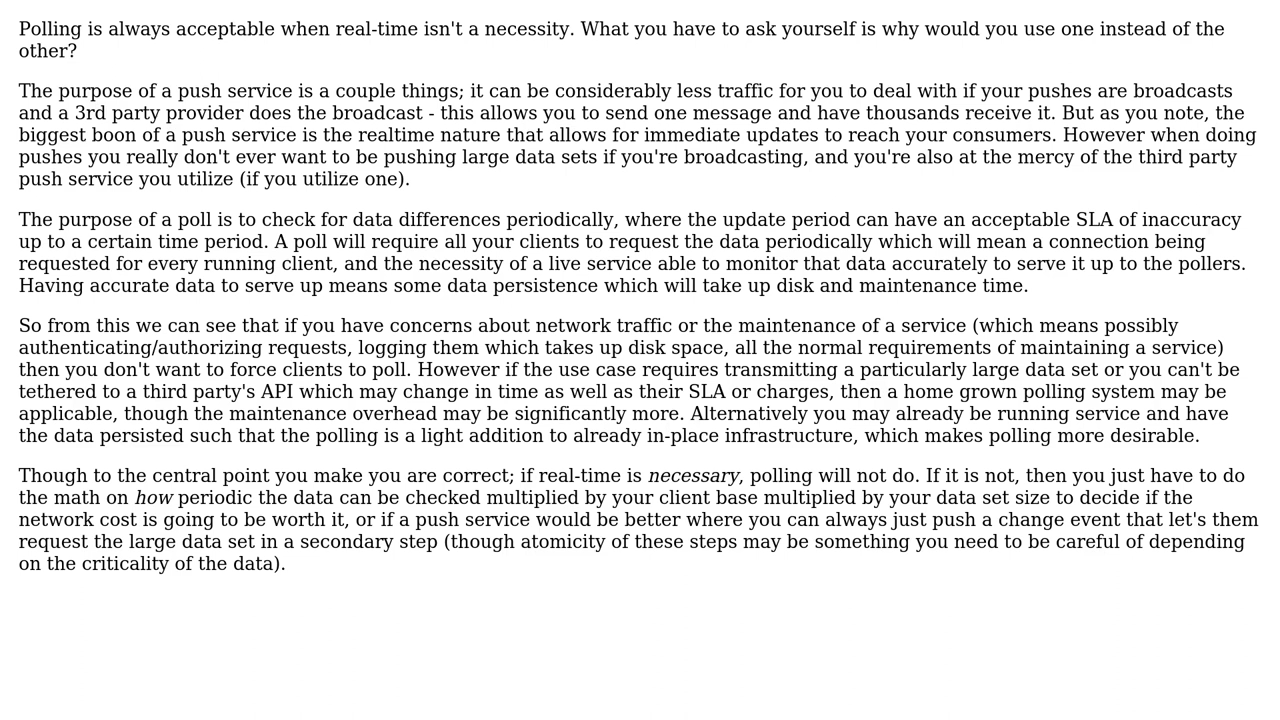 Polling is always acceptable when real-time isn't a necessity. What you have to ask yourself is why would you use one instead of the
other?
The purpose of a push service is a couple things; it can be considerably less traffic for you to deal with if your pushes are broadcasts
and a 3rd party provider does the broadcast - this allows you to send one message and have thousands receive it. But as you note, the
biggest boon of a push service is the realtime nature that allows for immediate updates to reach your consumers. However when doing
pushes you really don't ever want to be pushing large data sets if you're broadcasting, and you're also at the mercy of the third party
push service you utilize (if you utilize one).
The purpose of a poll is to check for data differences periodically, where the update period can have an acceptable SLA of inaccuracy
up to a certain time period. A poll will require all your clients to request the data periodically which will mean a connection being
requested for every running client, and the necessity of a live service able to monitor that data accurately to serve it up to the pollers.
Having accurate data to serve up means some data persistence which will take up disk and maintenance time.
So from this we can see that if you have concerns about network traffic or the maintenance of a service (which means possibly
authenticating/authorizing requests, logging them which takes up disk space, all the normal requirements of maintaining a service)
then you don't want to force clients to poll. However if the use case requires transmitting a particularly large data set or you can't be
tethered to a third party's API which may change in time as well as their SLA or charges, then a home grown polling system may be
applicable, though the maintenance overhead may be significantly more. Alternatively you may already be running service and have
the data persisted such that the polling is a light addition to already in-place infrastructure, which makes polling more desirable.
Though to the central point you make you are correct; if real-time is necessary, polling will not do. If it is not, then you just have to do
the math on how periodic the data can be checked multiplied by your client base multiplied by your data set size to decide if the
network cost is going to be worth it, or if a push service would be better where you can always just push a change event that let's them
request the large data set in a secondary step (though atomicity of these steps may be something you need to be careful of depending
on the criticality of the data).